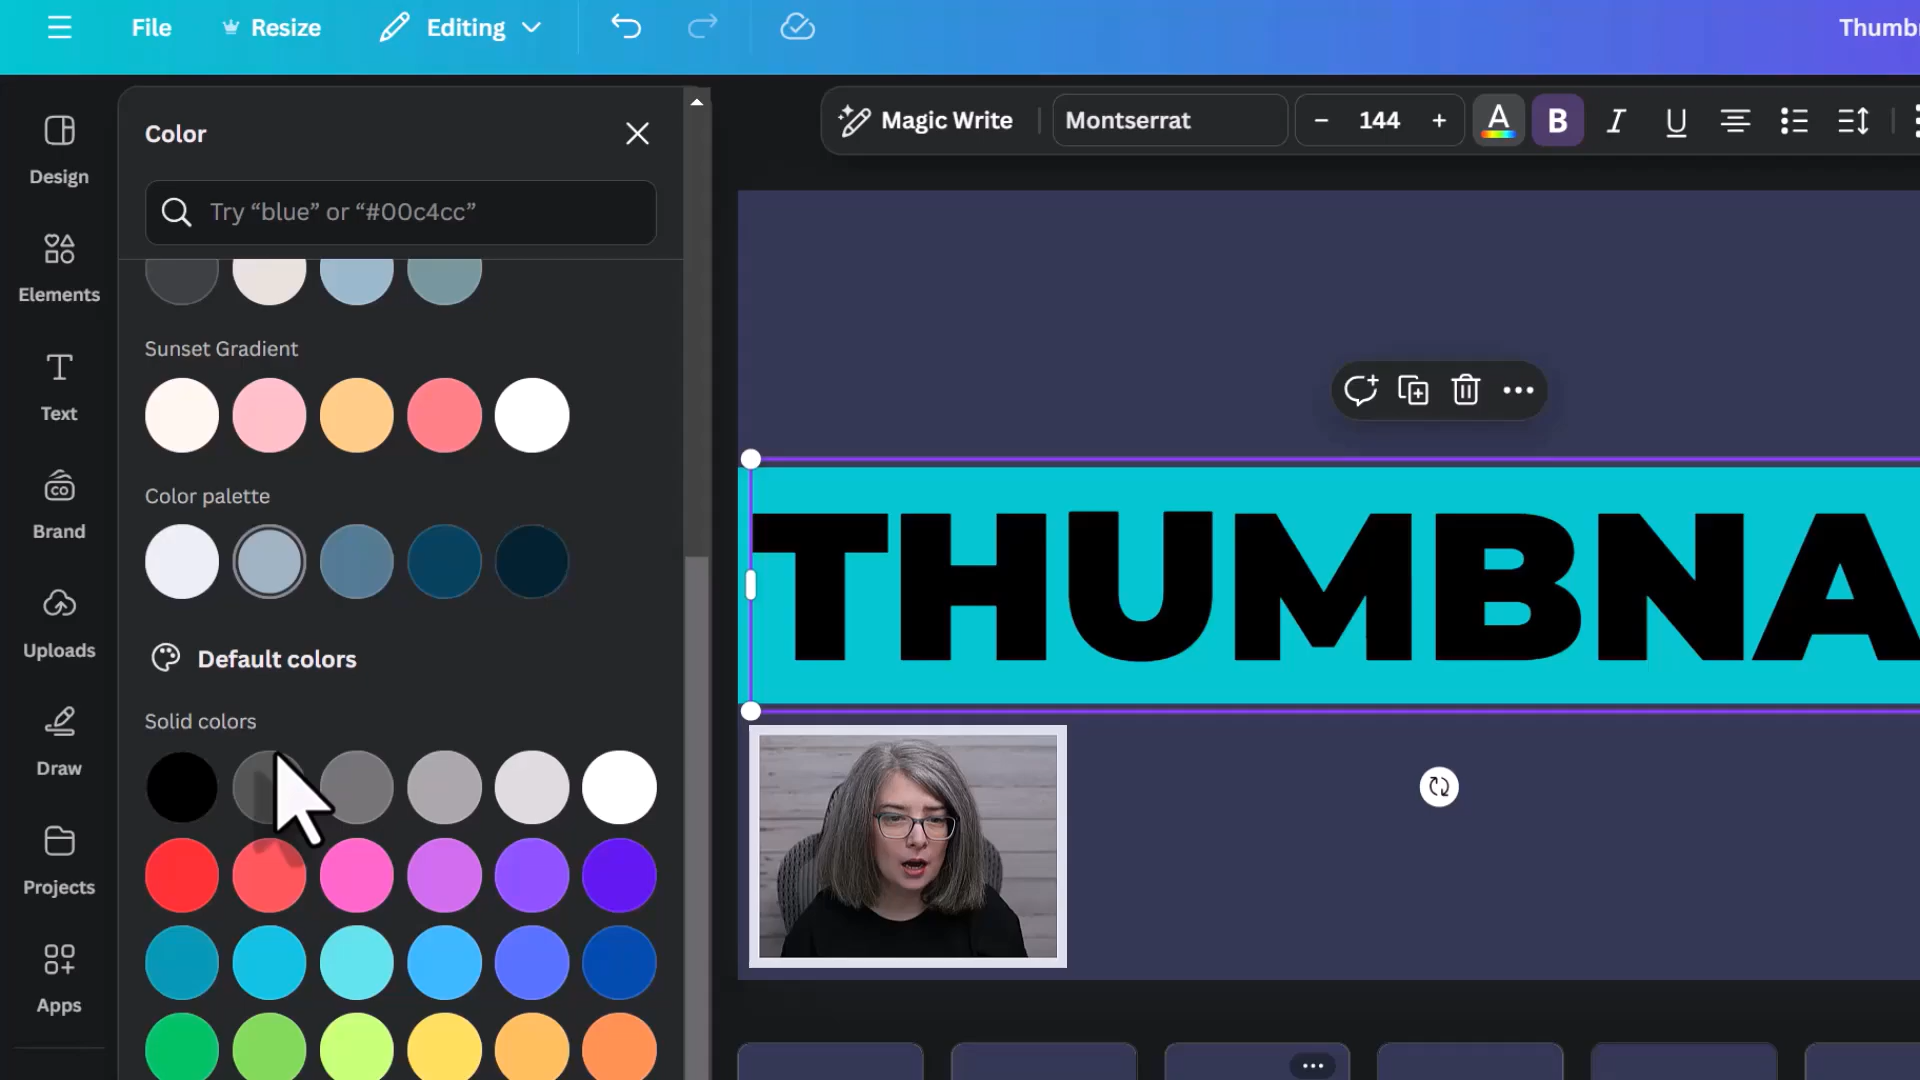 File
Resize
Editing
Thumb
Color
Magic Write
Montserrat
– 144 +
A
B
I
U
Try “blue” or “#00c4cc”
Design
Elements
Text
Brand
Uploads
Draw
Projects
Apps
Sunset Gradient
Color palette
Default colors
Solid colors
THUMBNA